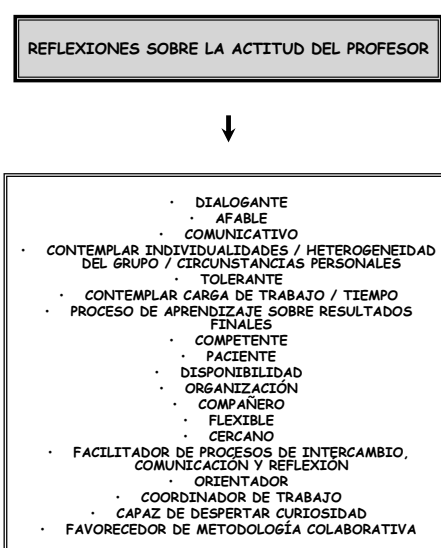 REFLEXIONES SOBRE LA ACTITUD DEL PROFESOR
· DIALOGANTE
· AFABLE
· COMUNICATIVO
· CONTEMPLAR INDIVIDUALIDADES / HETEROGENEIDAD
DEL GRUPO / CIRCUNSTANCIAS PERSONALES
· TOLERANTE
· CONTEMPLAR CARGA DE TRABAJO / TIEMPO
· PROCESO DE APRENDIZAJE SOBRE RESULTADOS
FINALES
· COMPETENTE
· PACIENTE
· DISPONIBILIDAD
· ORGANIZACIÓN
· COMPAÑERO
· FLEXIBLE
· CERCANO
· FACILITADOR DE PROCESOS DE INTERCAMBIO,
COMUNICACIÓN Y REFLEXIÓN
· ORIENTADOR
· COORDINADOR DE TRABAJO
· CAPAZ DE DESPERTAR CURIOSIDAD
· FAVORECEDOR DE METODOLOGÍA COLABORATIVA